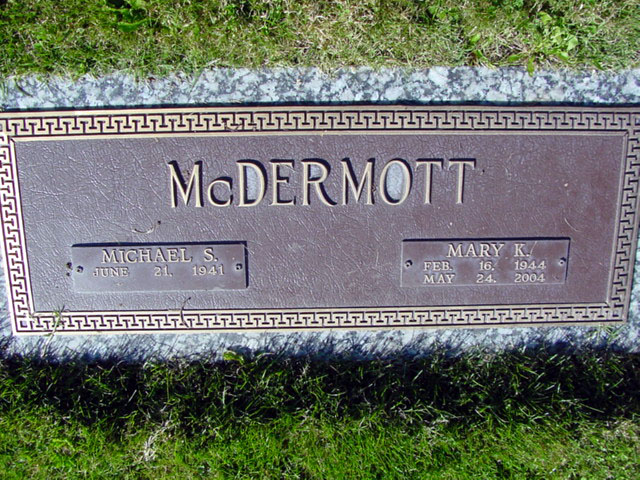 McDERMOTT
MICHAEL S.
JUNE 21, 1941
MARY K.
FEB. 16, 1944
MAY 24, 2004